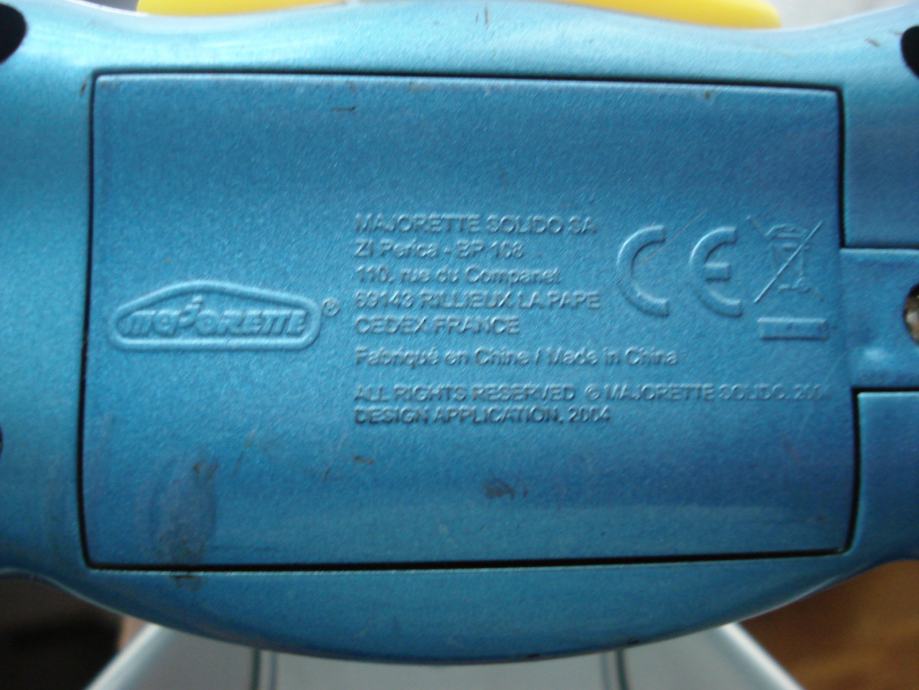 MAJORETTE
®
MAJORETTE SOLIDO SA
ZI Perica - BP 108
110, rue du Companet
69143 RILLIEUX LA PAPE
CEDEX FRANCE
CE
Fabriqué en Chine / Made in China
ALL RIGHTS RESERVED © MAJORETTE SOLIDO,
DESIGN APPLICATION, 2004